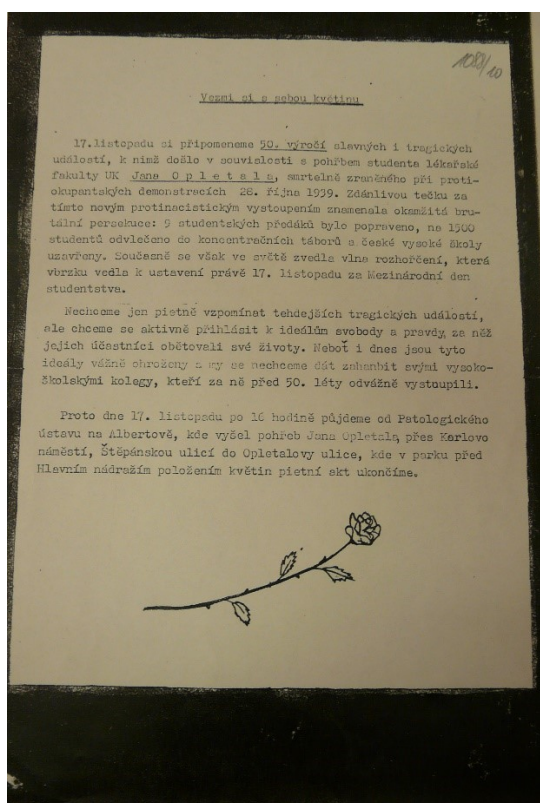 1088/10
Vezmi si s sebou květinu
17.listopadu si připomeneme 50. výročí slavných i tragických
událostí, k nimž došlo v souvislosti s pohřbem studenta lékařské
fakulty UK Jana O p l e t a l a, smrtelně zraněného při proti-
okupantských demonstracích 28. října 1939. Zdánlivou tečku za
tímto novým protinacistickým vystoupením znamenala okamžitá bru-
tální persekuce: 9 studentských předáků bylo popraveno, na 1500
studentů odvlečeno do koncentračních táborů a české vysoké školy
uzavřeny. Současně se však ve světě zvedla vlna rozhořčení, která
vbrzku vedla k ustavení právě 17. listopadu za Mezinárodní den
studentstva.
Nechceme jen pietně vzpomínat tehdejších tragických událostí,
ale chceme se aktivně přihlásit k ideálům svobody a pravdy, za něž
jejich účastníci obětovali své životy. Neboť i dnes jsou tyto
ideály vážně ohroženy a my se nechceme dát zahanbit svými vysoko-
školskými kolegy, kteří za ně před 50. léty odvážně vystoupili.
Proto dne 17. listopadu po 16 hodině půjdeme od Patologického
ústavu na Albertově, kde vyšel pohřeb Jana Opletala, přes Karlovo
náměstí, Štěpánskou ulicí do Opletalovy ulice, kde v parku před
Hlavním nádražím položením květin pietní akt ukončíme.